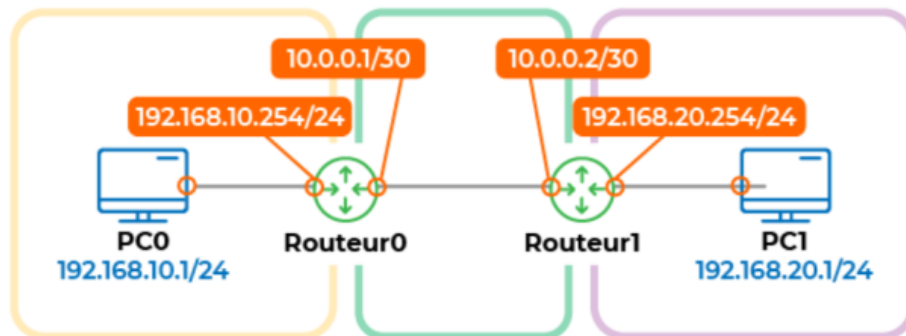 10.0.0.1/30
10.0.0.2/30
192.168.10.254/24
192.168.20.254/24
PC0
Routeur0
Routeur1
PC1
192.168.10.1/24
192.168.20.1/24